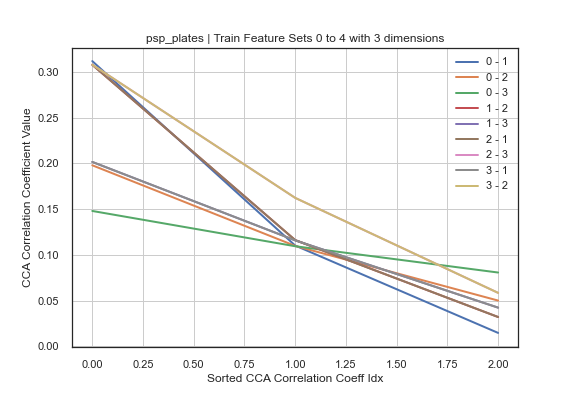 psp_plates | Train Feature Sets 0 to 4 with 3 dimensions
0.30
0.25
0.20
0.15
0.10
0.05
0.00
CCA Correlation Coefficient Value
0 - 1
0 - 2
0 - 3
1 - 2
1 - 3
2 - 1
2 - 3
3 - 1
3 - 2
0.00 0.25 0.50 0.75 1.00 1.25 1.50 1.75 2.00
Sorted CCA Correlation Coeff Idx